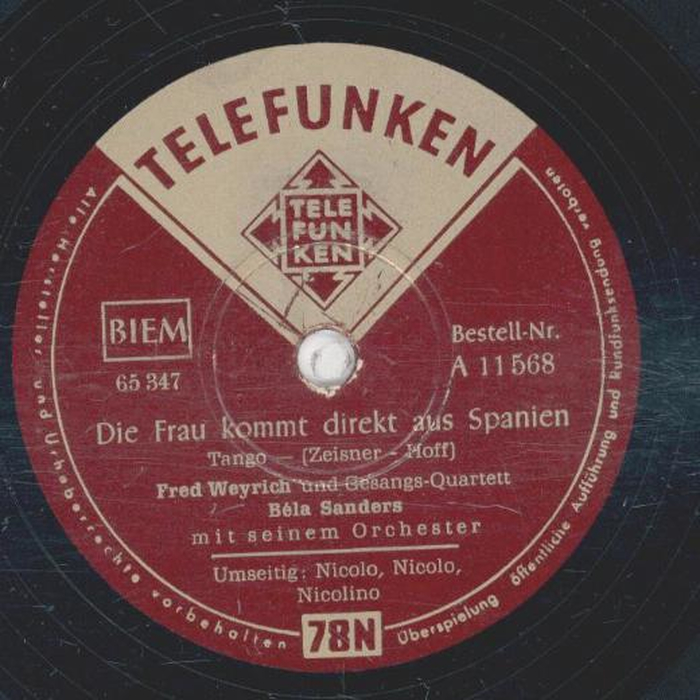 TELEFUNKEN
TELE
FUN
KEN
BIEM
65 347
Bestell-Nr.
A 11 568
Die Frau kommt direkt aus Spanien
Tango — (Zeisner - Hoff)
Fred Weyrich und Gesangs-Quartett
Béla Sanders
mit seinem Orchester
Umseitig: Nicolo, Nicolo,
Nicolino
78N
Alle Hersteller und Urheberrechte vorbehalten
Überspielung öffentliche Aufführung und Rundfunksendung verboten